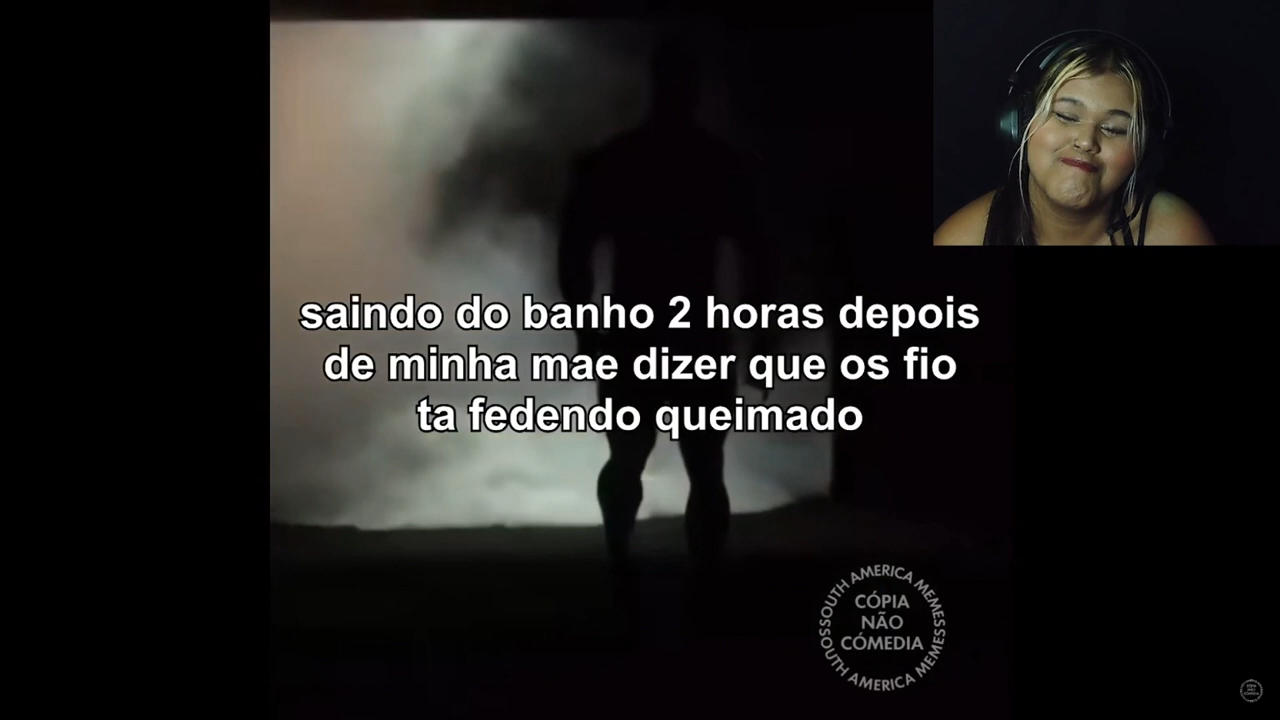 saindo do banho 2 horas depois
de minha mae dizer que os fio
ta fedendo queimado
SOUTH AMERICA MEMES
CÓPIA
NÃO
CÓMEDIA
SOUTH AMERICA MEMES